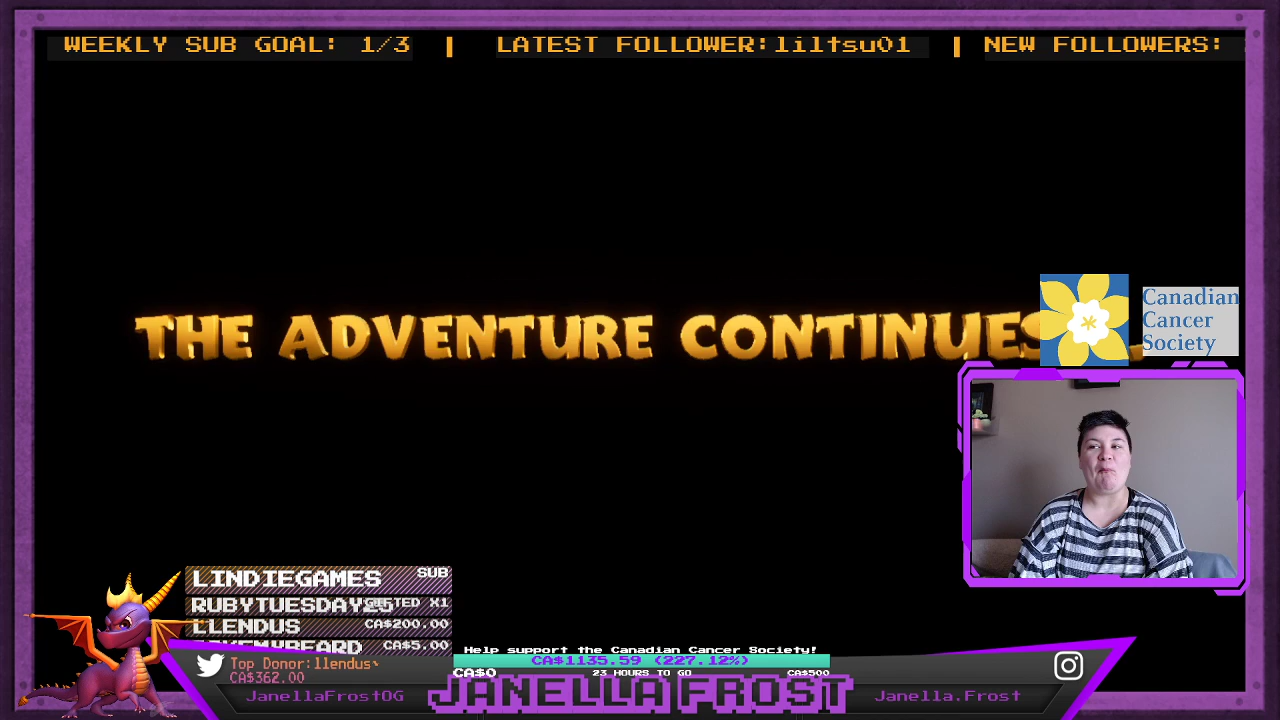 WEEKLY SUB GOAL: 1/3 | LATEST FOLLOWER:liltsu01 | NEW FOLLOWERS:
THE ADVENTURE CONTINUES
Canadian
Cancer
Society
LINDIEGAMES SUB
RUBYTUESDAY25 X1
LLENDUS CA$200.00
CA$5.00
Help support the Canadian Cancer Society!
CA$1135.59 (227.12%)
CA$0 23 HOURS TO GO CA$500
Top Donor:llendus
CA$362.00
JanellaFrostOG
JANELLA FROST
Janella.Frost